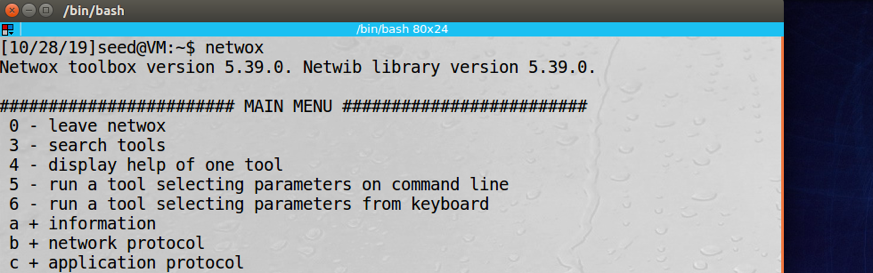 /bin/bash
/bin/bash 80x24
[10/28/19]seed@VM:~$ netwox
Netwox toolbox version 5.39.0. Netwib library version 5.39.0.
######################## MAIN MENU #########################
0 - leave netwox
3 - search tools
4 - display help of one tool
5 - run a tool selecting parameters on command line
6 - run a tool selecting parameters from keyboard
a + information
b + network protocol
c + application protocol